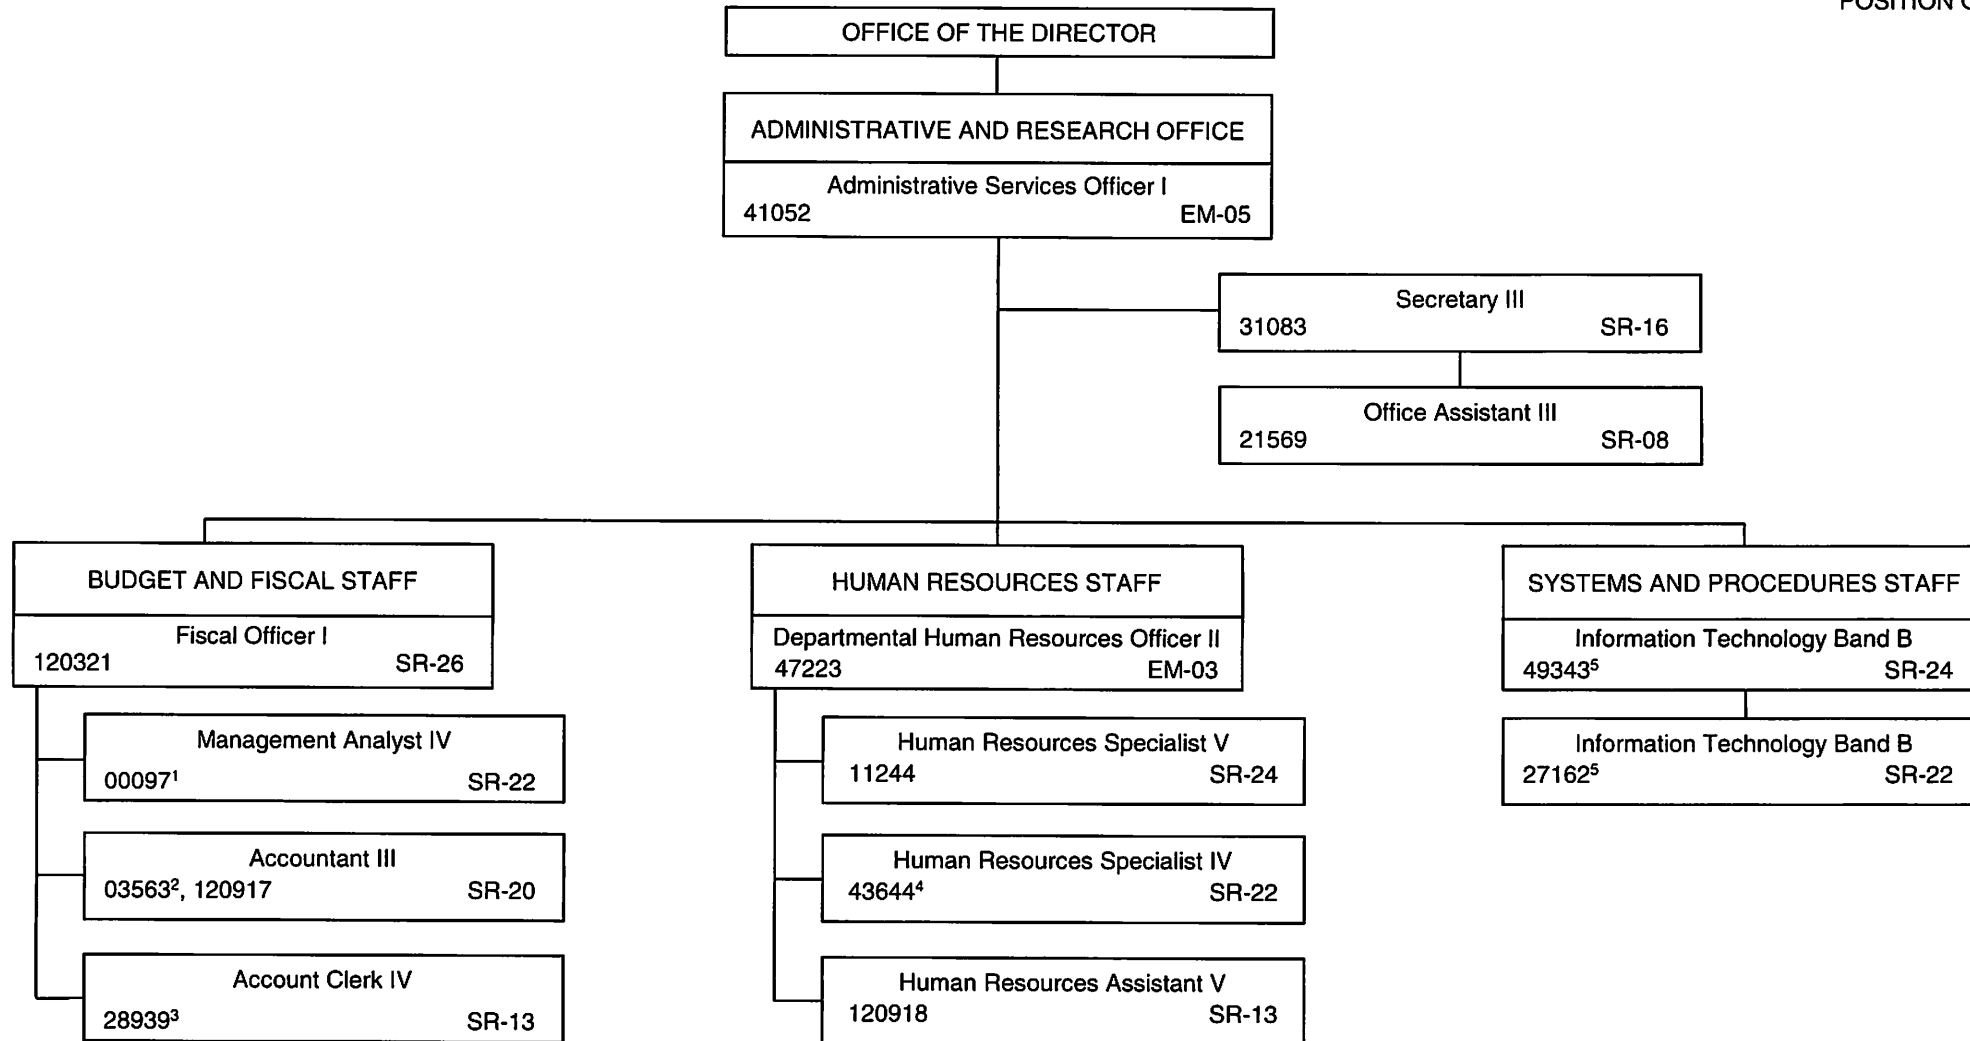 POSITION
OFFICE OF THE DIRECTOR
ADMINISTRATIVE AND RESEARCH OFFICE
Administrative Services Officer I
41052 EM-05
Secretary III
31083 SR-16
Office Assistant III
21569 SR-08
BUDGET AND FISCAL STAFF
Fiscal Officer I
120321 SR-26
Management Analyst IV
00097¹ SR-22
Accountant III
03563², 120917 SR-20
Account Clerk IV
28939³ SR-13
HUMAN RESOURCES STAFF
Departmental Human Resources Officer II
47223 EM-03
Human Resources Specialist V
11244 SR-24
Human Resources Specialist IV
43644⁴ SR-22
Human Resources Assistant V
120918 SR-13
SYSTEMS AND PROCEDURES STAFF
Information Technology Band B
49343⁵ SR-24
Information Technology Band B
27162⁵ SR-22